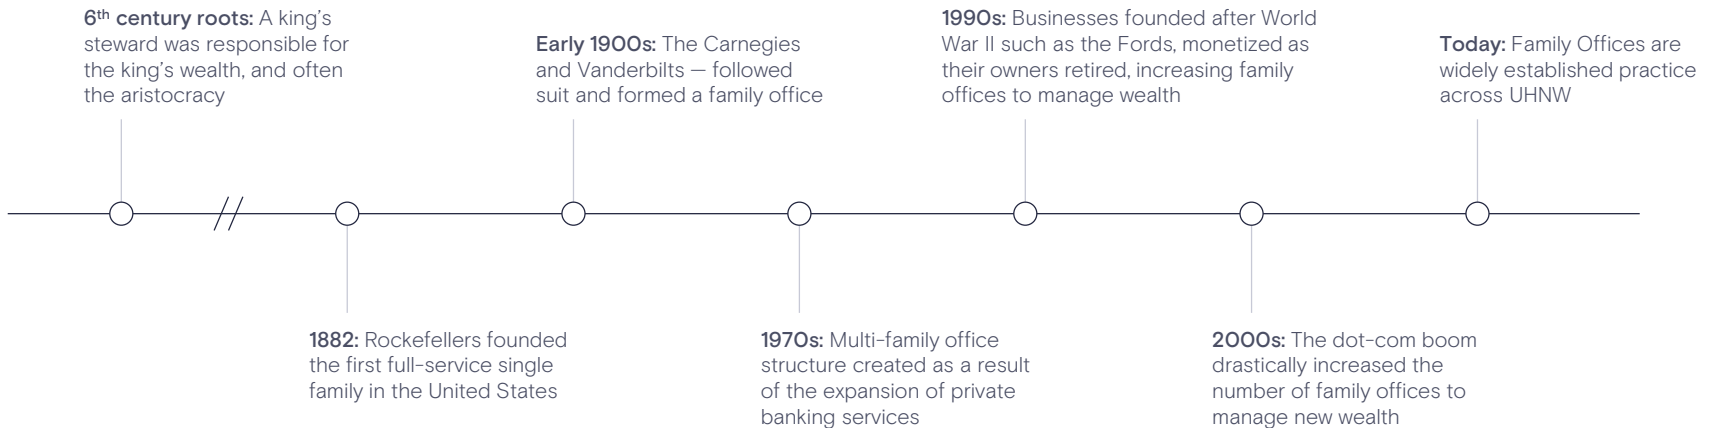 6th century roots: A king's
steward was responsible for
the king's wealth, and often
the aristocracy
1882: Rockefellers founded
the first full-service single
family in the United States
Early 1900s: The Carnegies
and Vanderbilts — followed
suit and formed a family office
1970s: Multi-family office
structure created as a result
of the expansion of private
banking services
1990s: Businesses founded after World
War II such as the Fords, monetized as
their owners retired, increasing family
offices to manage wealth
2000s: The dot-com boom
drastically increased the
number of family offices to
manage new wealth
Today: Family Offices are
widely established practice
across UHNW